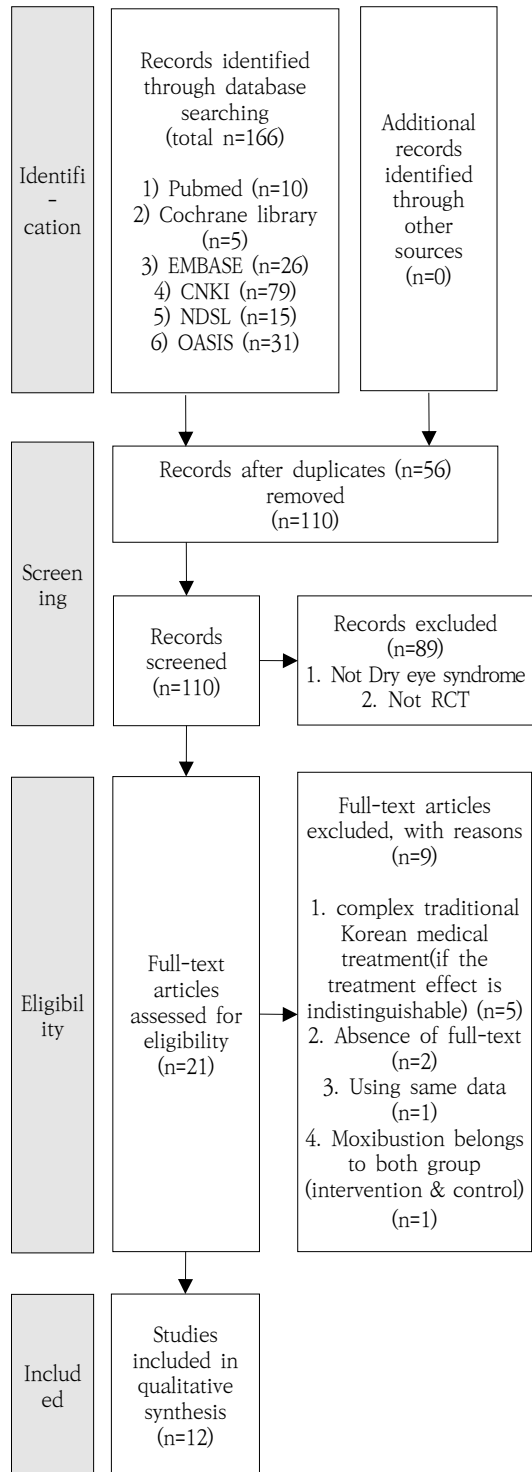 Identifi
-
cation
Records identified
through database
searching
(total n=166)
1) Pubmed (n=10)
2) Cochrane library
(n=5)
3) EMBASE (n=26)
4) CNKI (n=79)
5) NDSL (n=15)
6) OASIS (n=31)
Additional
records
identified
through
other
sources
(n=0)
Screen
ing
Records after duplicates (n=56)
removed
(n=110)
Records
screened
(n=110)
Records excluded
(n=89)
1. Not Dry eye syndrome
2. Not RCT
Eligibil
ity
Full-text
articles
assessed for
eligibility
(n=21)
Full-text articles
excluded, with reasons
(n=9)
1. complex traditional
Korean medical
treatment(if the
treatment effect is
indistinguishable) (n=5)
2. Absence of full-text
(n=2)
3. Using same data
(n=1)
4. Moxibustion belongs
to both group
(intervention & control)
(n=1)
Includ
ed
Studies
included in
qualitative
synthesis
(n=12)